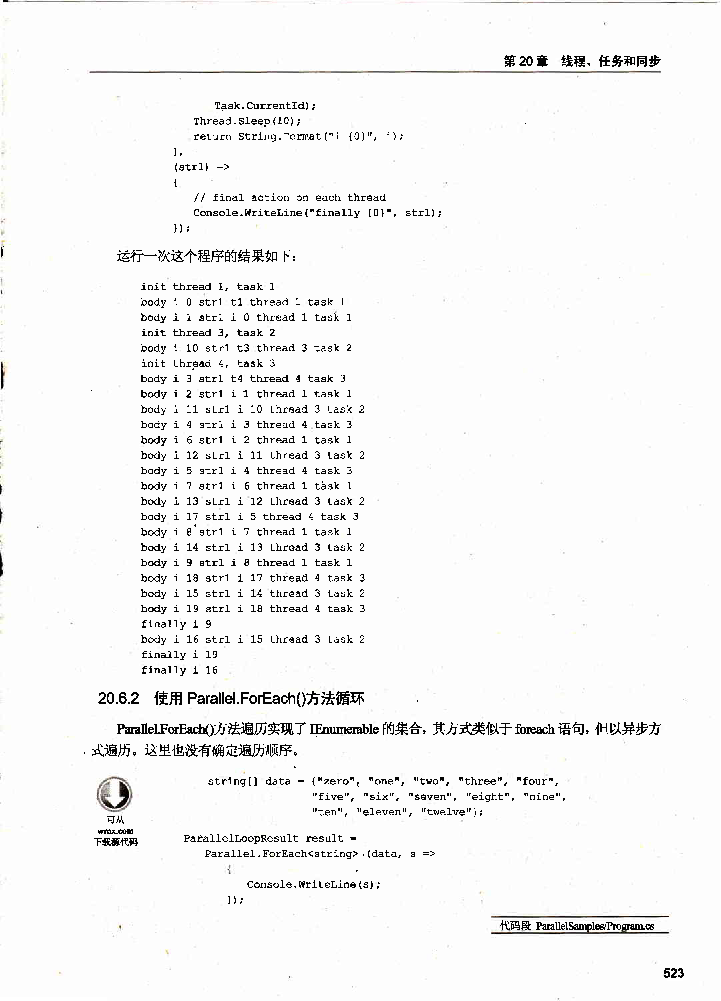 第20章 线程、任务和同步
Task.CurrentId);
Thread.Sleep(10);
return String.Format("i {0}", i);
},
(str1) =>
{
// final action on each thread
Console.WriteLine("finally {0}", str1);
});
运行一次这个程序的结果如下:
init thread 1, task 1
body i 0 str1 t1 thread 1 task 1
body i 1 str1 i 0 thread 1 task 1
init thread 3, task 2
body i 10 str1 t3 thread 3 task 2
init thread 4, task 3
body i 3 str1 t4 thread 4 task 3
body i 2 str1 i 1 thread 1 task 1
body i 11 str1 i 10 thread 3 task 2
body i 4 str1 i 3 thread 4 task 3
body i 6 str1 i 2 thread 1 task 1
body i 12 str1 i 11 thread 3 task 2
body i 5 str1 i 4 thread 4 task 3
body i 7 str1 i 6 thread 1 task 1
body i 13 str1 i 12 thread 3 task 2
body i 17 str1 i 5 thread 4 task 3
body i 8 str1 i 7 thread 1 task 1
body i 14 str1 i 13 thread 3 task 2
body i 9 str1 i 8 thread 1 task 1
body i 18 str1 i 17 thread 4 task 3
body i 15 str1 i 14 thread 3 task 2
body i 19 str1 i 18 thread 4 task 3
finally i 9
body i 16 str1 i 15 thread 3 task 2
finally i 19
finally i 16
20.6.2 使用 Parallel.ForEach()方法循环
Parallel.ForEach()方法遍历实现了 IEnumerable 的集合，其方式类似于 foreach 语句，但以异步方
式遍历。这里也没有确定遍历顺序。
string[] data = {"zero", "one", "two", "three", "four",
"five", "six", "seven", "eight", "nine",
"ten", "eleven", "twelve"};
可从
wrox.com
下载源代码
ParallelLoopResult result =
Parallel.ForEach<string>(data, s =>
{
Console.WriteLine(s);
});
代码段 ParallelSamples/Program.cs
523